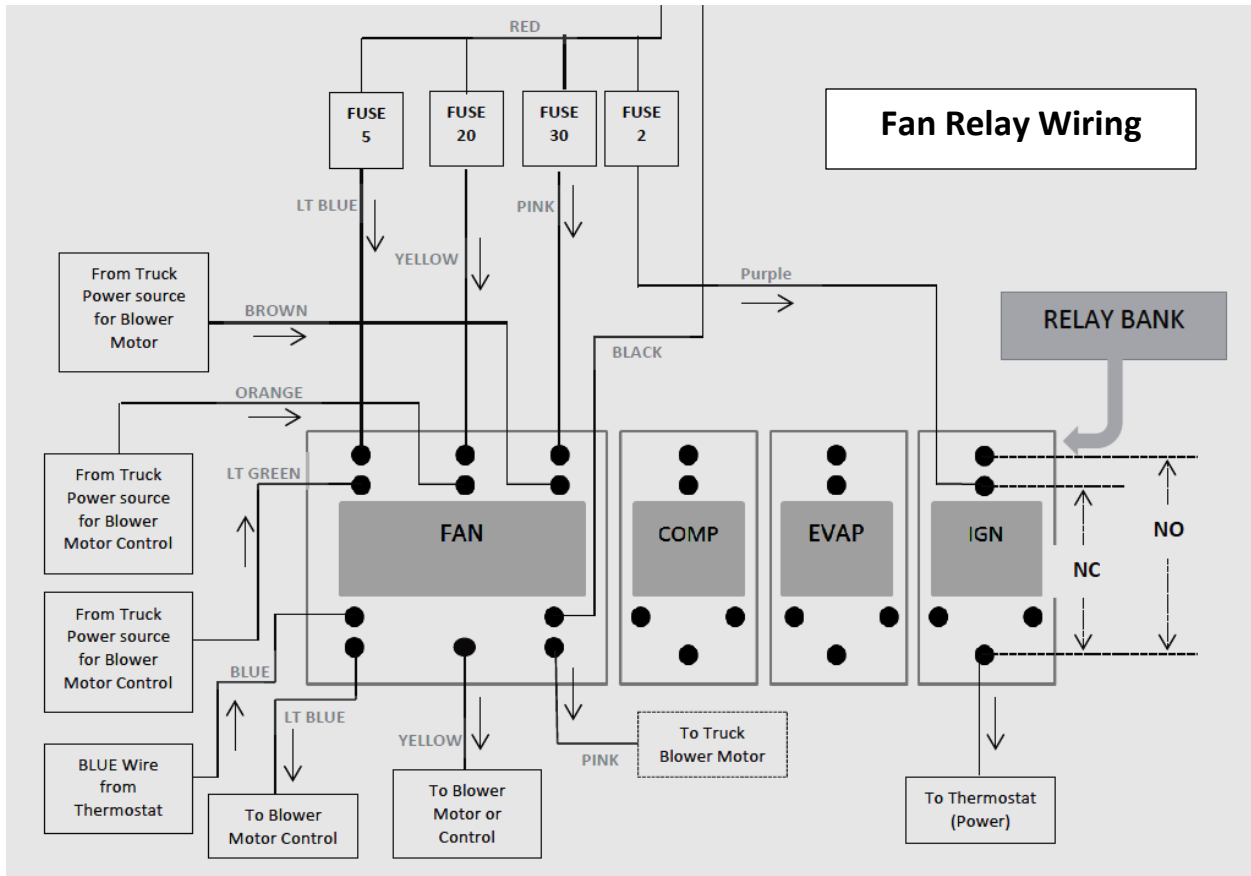 RED
FUSE
5
FUSE
20
FUSE
30
FUSE
2
Fan Relay Wiring
LT BLUE
PINK
YELLOW
From Truck
Power source
for Blower
Motor
Purple
BROWN
RELAY BANK
BLACK
ORANGE
From Truck
Power source
for Blower
Motor Control
LT GREEN
FAN
COMP
EVAP
IGN
NO
NC
From Truck
Power source
for Blower
Motor Control
BLUE
LT BLUE
YELLOW
PINK
To Truck
Blower Motor
BLUE Wire
from
Thermostat
To Blower
Motor Control
To Blower
Motor or
Control
To Thermostat
(Power)